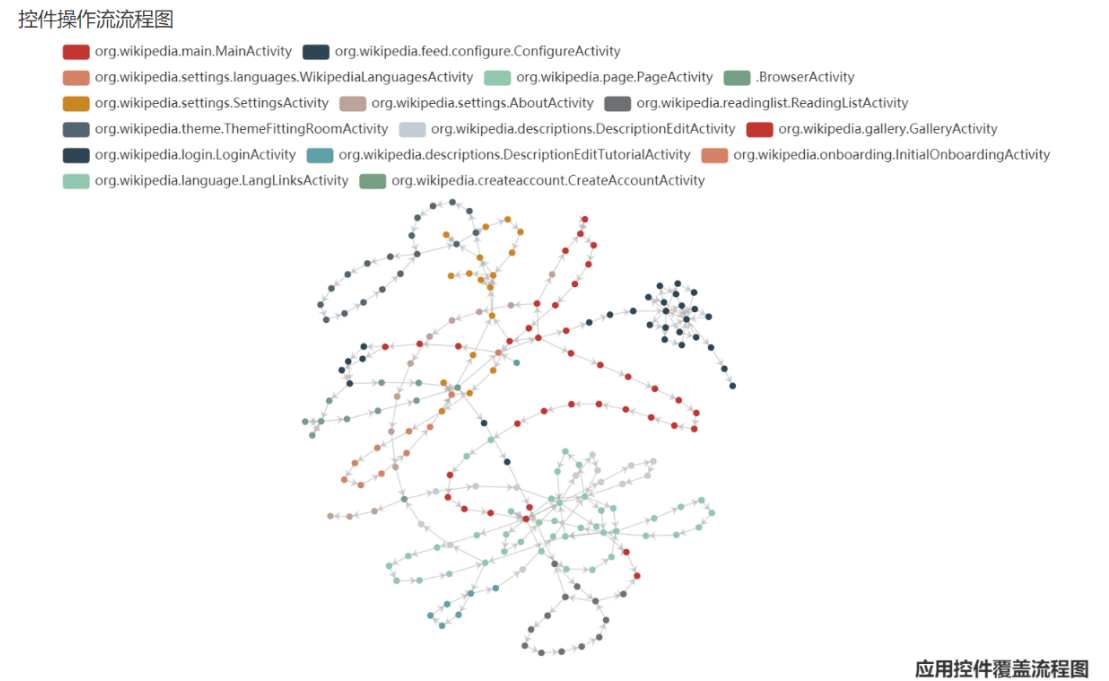 控件操作流流程图
org.wikipedia.main.MainActivity org.wikipedia.feed.configure.ConfigureActivity
org.wikipedia.settings.languages.WikipediaLanguagesActivity org.wikipedia.page.PageActivity .BrowserActivity
org.wikipedia.settings.SettingsActivity org.wikipedia.settings.AboutActivity org.wikipedia.readinglist.ReadingListActivity
org.wikipedia.theme.ThemeFittingRoomActivity org.wikipedia.descriptions.DescriptionEditActivity org.wikipedia.gallery.GalleryActivity
org.wikipedia.login.LoginActivity org.wikipedia.descriptions.DescriptionEditTutorialActivity org.wikipedia.onboarding.InitialOnboardingActivity
org.wikipedia.language.LangLinksActivity org.wikipedia.createaccount.CreateAccountActivity
应用控件覆盖流程图